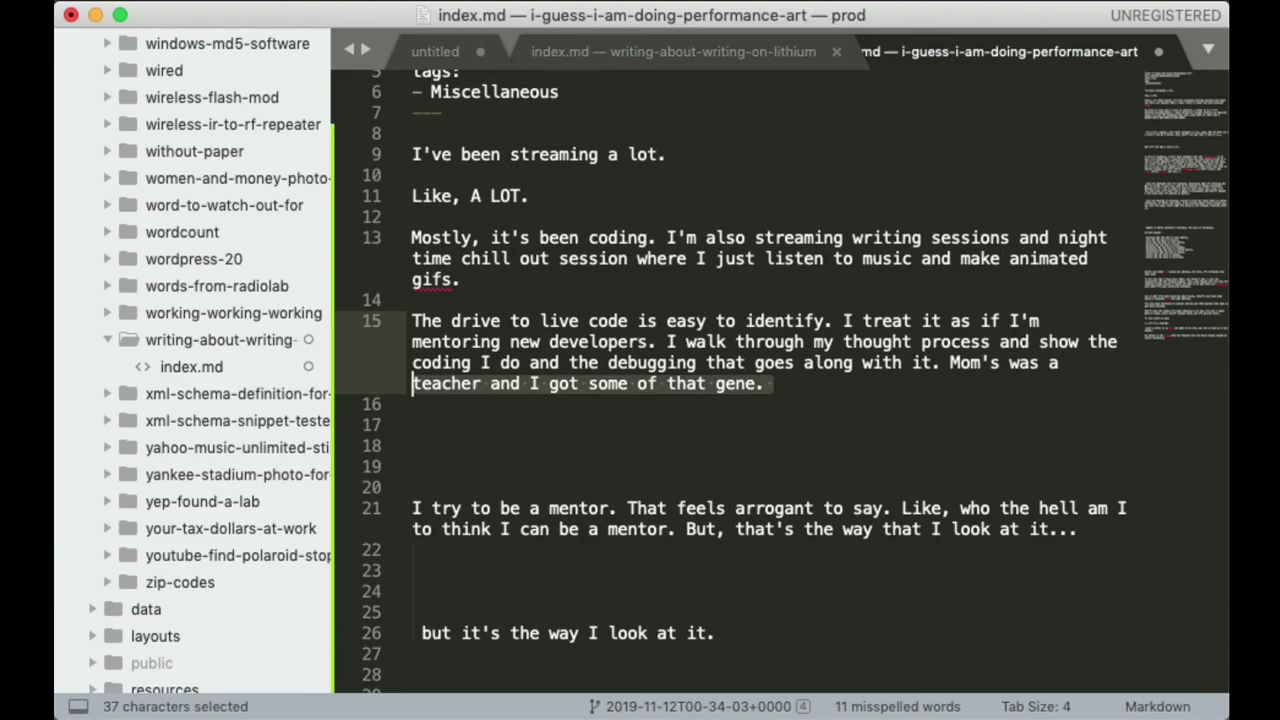 index.md — i-guess-i-am-doing-performance-art — prod
UNREGISTERED
untitled
index.md — writing-about-writing-on-lithium
md — i-guess-i-am-doing-performance-art
windows-md5-software
wired
wireless-flash-mod
wireless-ir-to-rf-repeater
without-paper
women-and-money-photo-
word-to-watch-out-for
wordcount
wordpress-20
words-from-radiolab
working-working-working
writing-about-writing-
<> index.md
xml-schema-definition-for-
xml-schema-snippet-teste
yahoo-music-unlimited-sti
yankee-stadium-photo-for-
yep-found-a-lab
your-tax-dollars-at-work
youtube-find-polaroid-stop
zip-codes
data
layouts
public
resources
5 tags:
6 - Miscellaneous
7 ---
8
9 I've been streaming a lot.
10
11 Like, A LOT.
12
13 Mostly, it's been coding. I'm also streaming writing sessions and night
time chill out session where I just listen to music and make animated
gifs.
14
15 The drive to live code is easy to identify. I treat it as if I'm
mentoring new developers. I walk through my thought process and show the
coding I do and the debugging that goes along with it. Mom's was a
teacher and I got some of that gene.
16
17
18
19
20
21 I try to be a mentor. That feels arrogant to say. Like, who the hell am I
to think I can be a mentor. But, that's the way that I look at it...
22
23
24
25
26 but it's the way I look at it.
27
28
37 characters selected
2019-11-12T00-34-03+0000 4
11 misspelled words
Tab Size: 4
Markdown